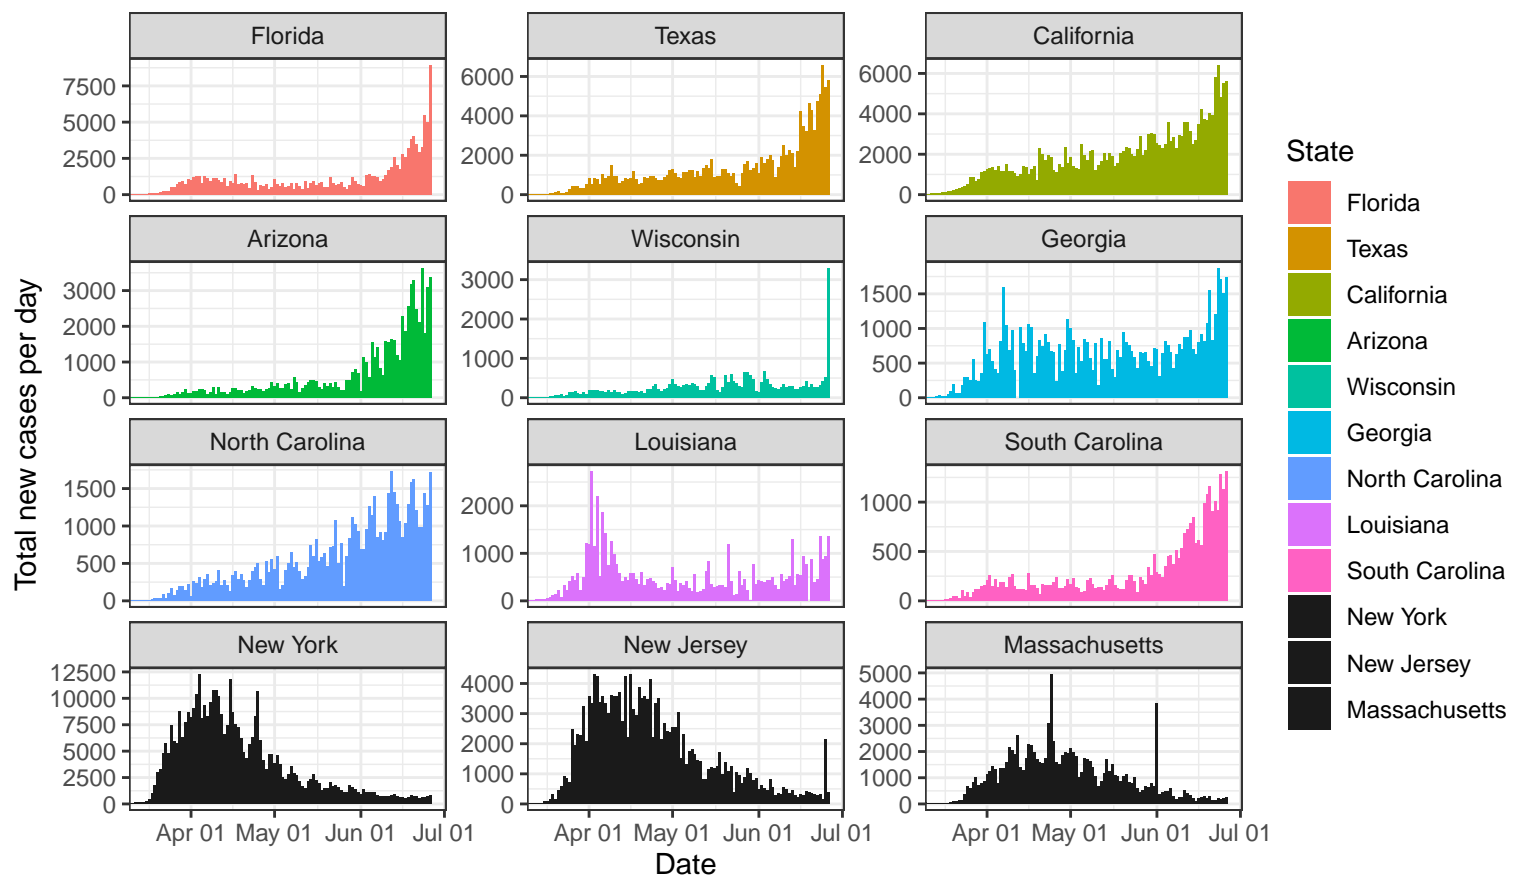 Florida
Texas
California
7500
5000
2500
0
6000
4000
2000
0
6000
4000
2000
0
Arizona
Wisconsin
Georgia
3000
2000
1000
0
3000
2000
1000
0
1500
1000
500
0
North Carolina
Louisiana
South Carolina
1500
1000
500
0
2000
1000
0
1000
500
0
New York
New Jersey
Massachusetts
12500
10000
7500
5000
2500
0
4000
3000
2000
1000
0
5000
4000
3000
2000
1000
0
Apr 01 May 01 Jun 01 Jul 01
Apr 01 May 01 Jun 01 Jul 01
Apr 01 May 01 Jun 01 Jul 01
Date
Total new cases per day
State
Florida
Texas
California
Arizona
Wisconsin
Georgia
North Carolina
Louisiana
South Carolina
New York
New Jersey
Massachusetts